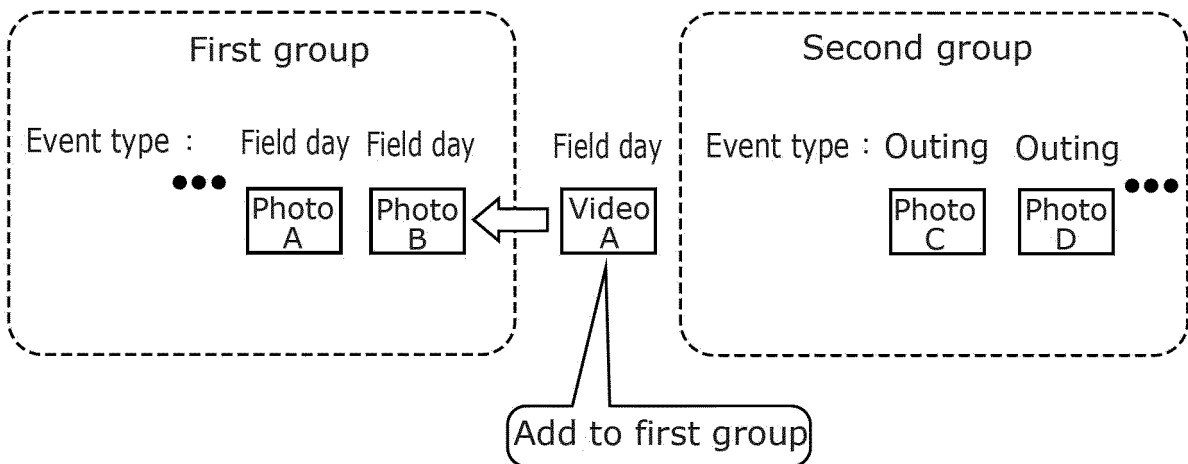 First group
Second group
Event type : Field day Field day Field day Event type : Outing Outing
Photo A
Photo B
Video A
Photo C
Photo D
Add to first group